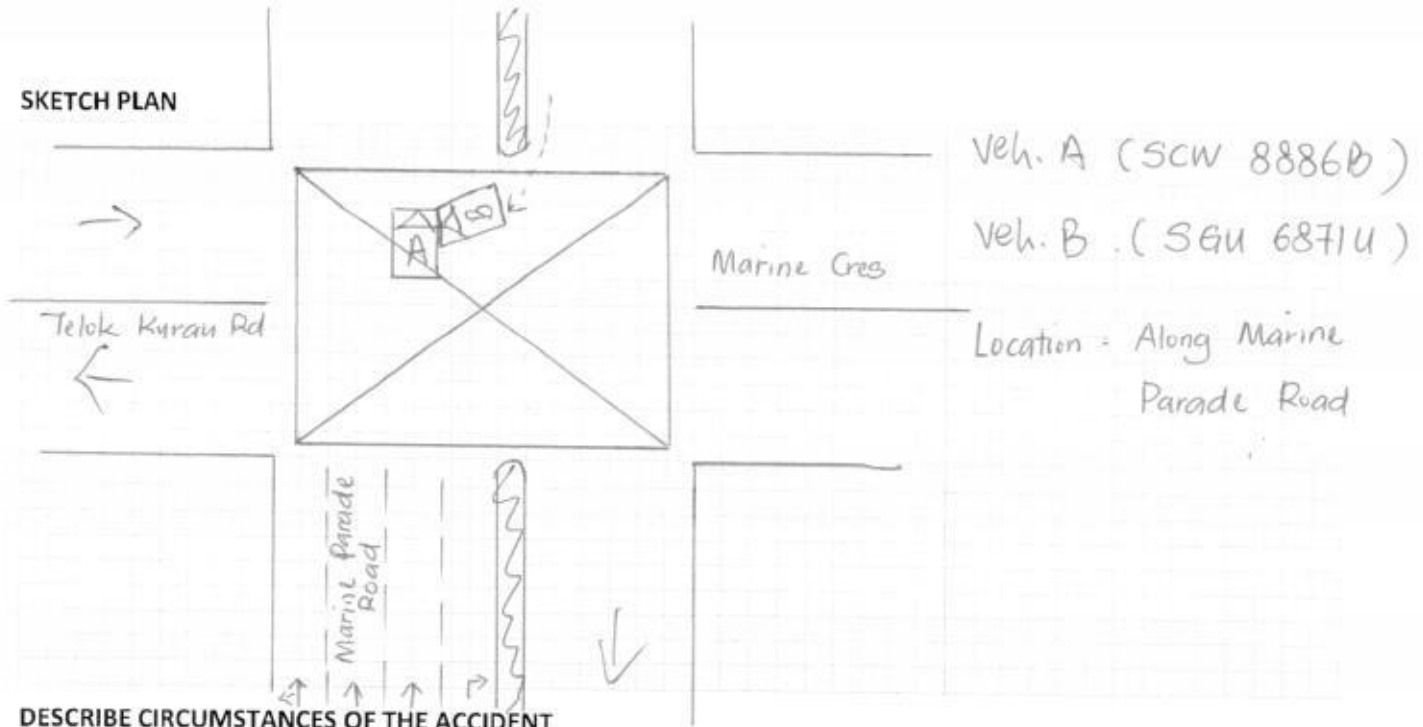 SKETCH PLAN
Veh. A (SCW 8886B)
Veh. B . (SGU 6871U)
Location : Along Marine
Parade Road
B
A
Marine Cres
Telok Kurau Rd
Marine Parade
Road
DESCRIBE CIRCUMSTANCES OF THE ACCIDENT